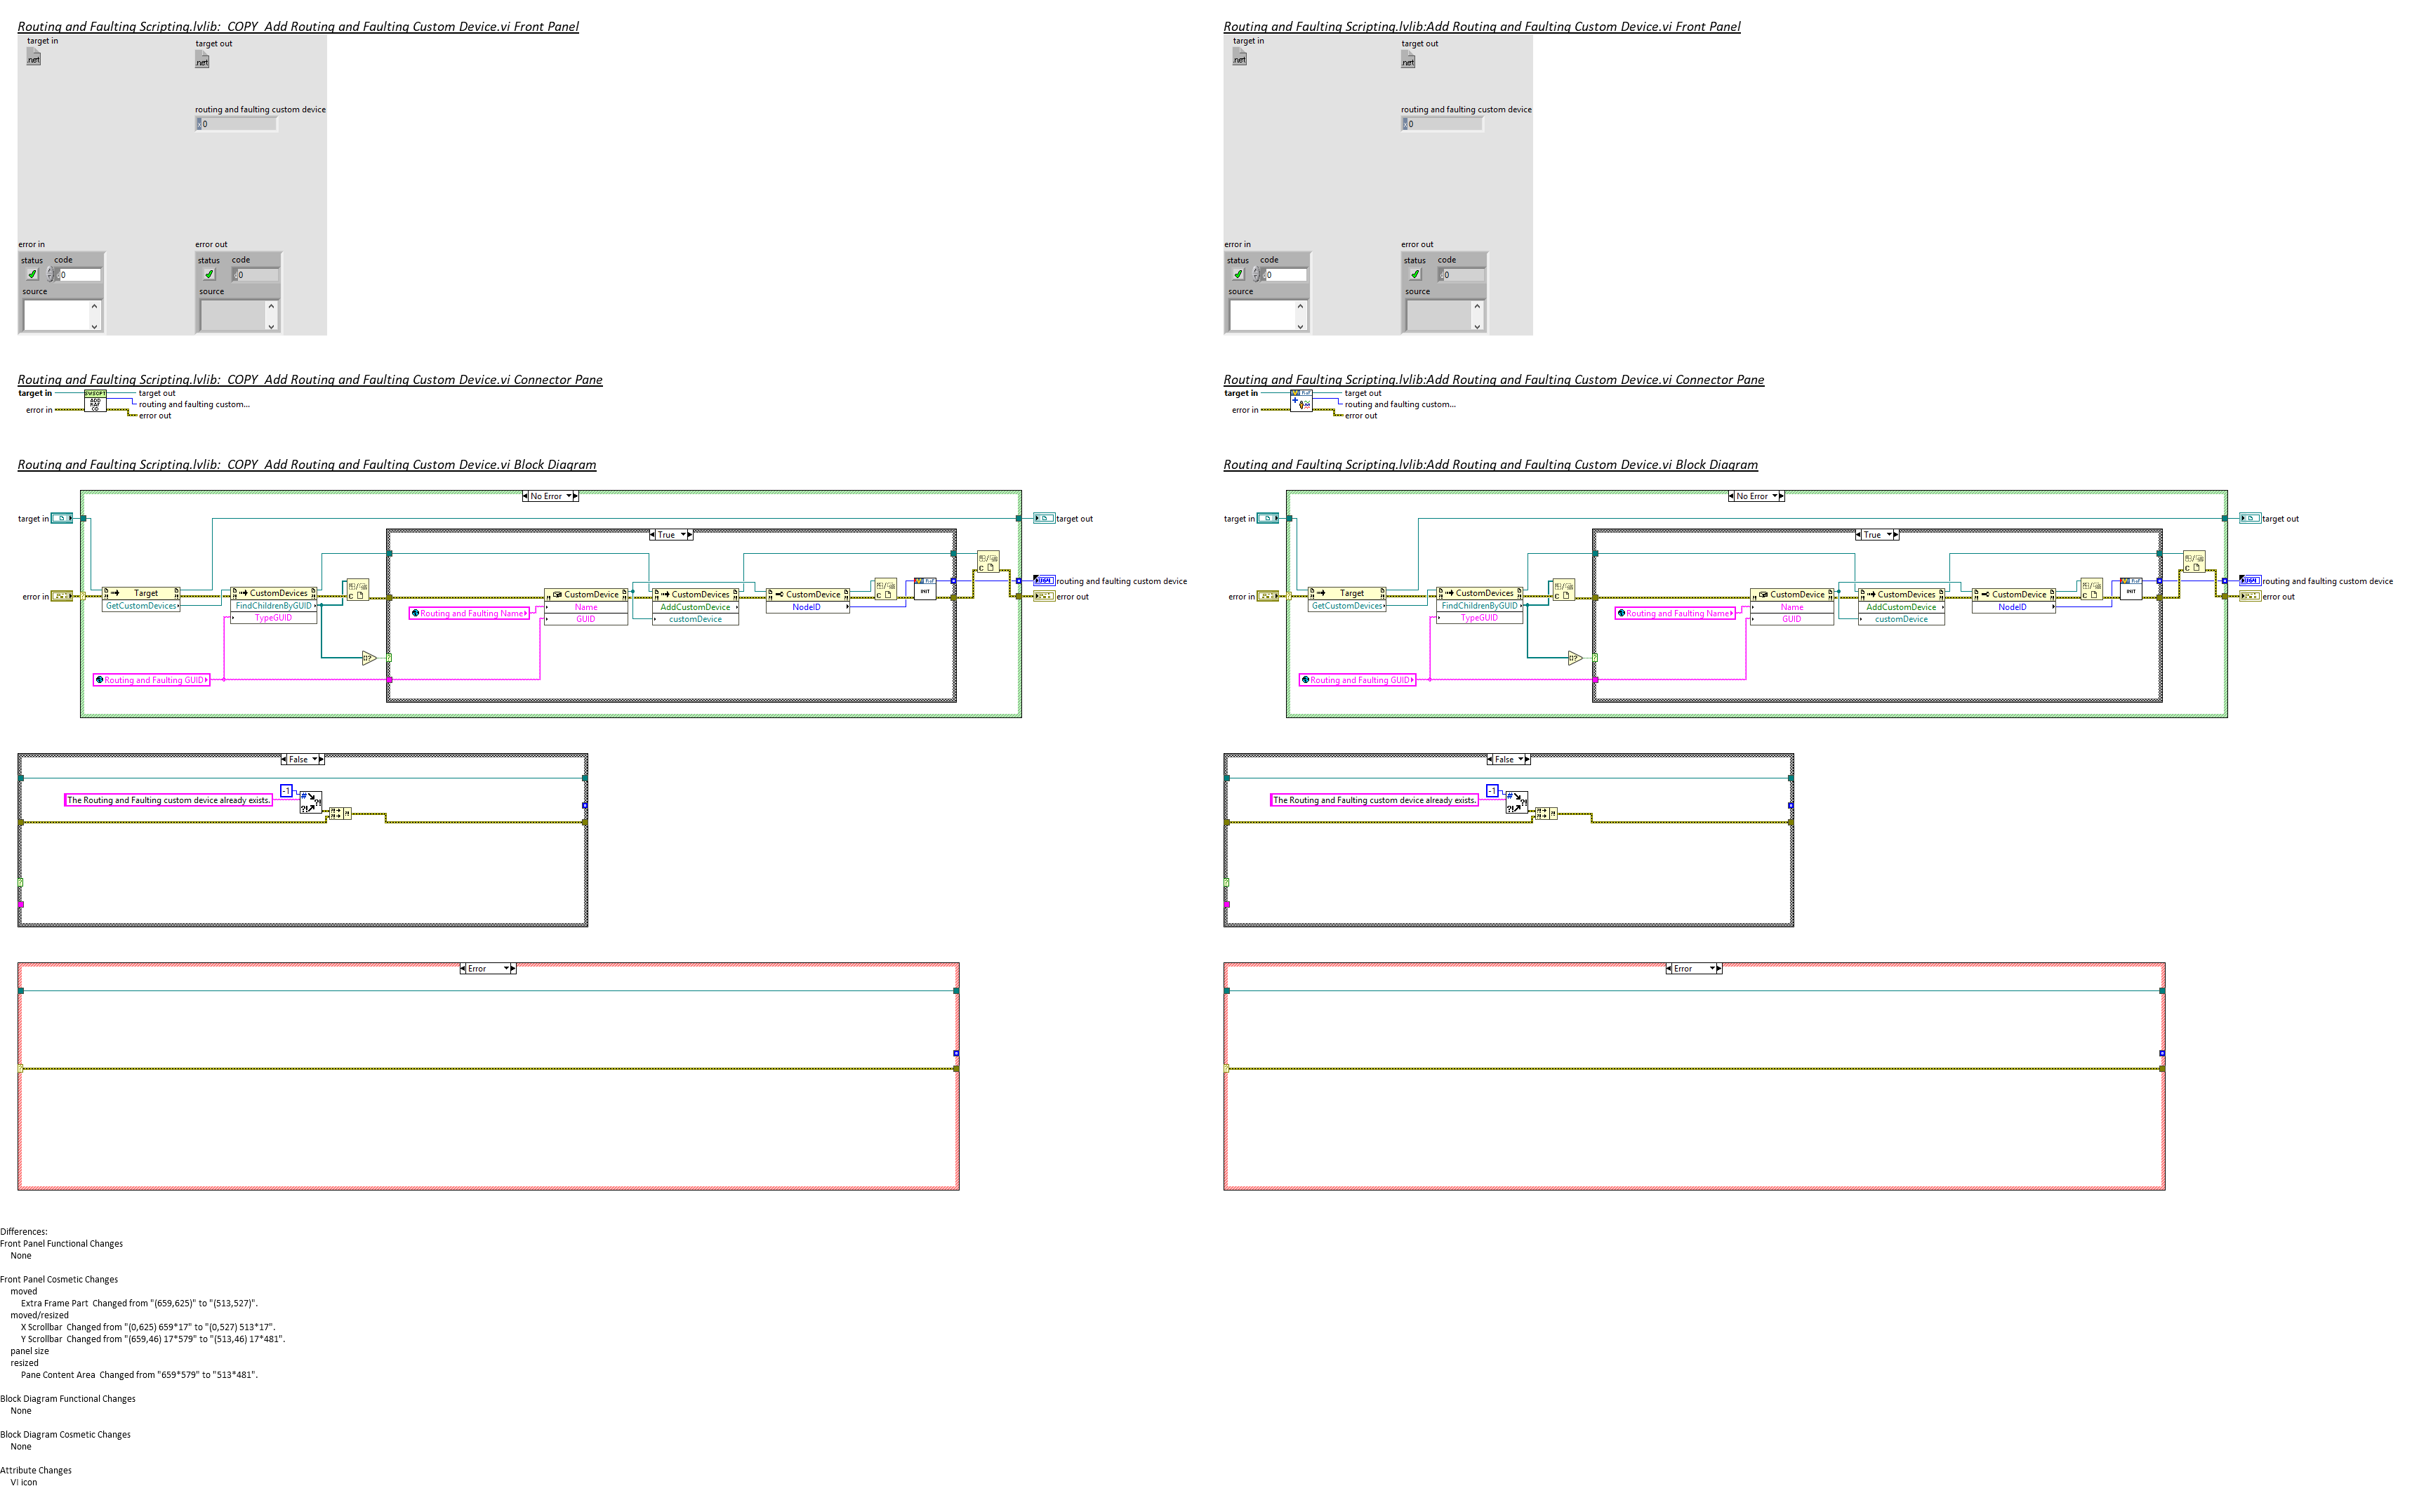 Routing and Faulting Scripting.lvlib:  COPY  Add Routing and Faulting Custom Device.vi Front Panel
target in
target out
.net
.net
routing and faulting custom device
0
error in
error out
status code
status code
0
0
source
source
Routing and Faulting Scripting.lvlib:  COPY  Add Routing and Faulting Custom Device.vi Connector Pane
target in
target out
ADD
RAF
CD
routing and faulting custom...
error in
error out
Routing and Faulting Scripting.lvlib:  COPY  Add Routing and Faulting Custom Device.vi Block Diagram
No Error
target in
target out
True
error in
Target
GetCustomDevices
CustomDevices
FindChildrenByGUID
TypeGUID
Routing and Faulting Name
CustomDevice
Name
GUID
CustomDevices
AddCustomDevice
customDevice
CustomDevice
NodeID
INIT
routing and faulting custom device
error out
Routing and Faulting GUID
False
-1
The Routing and Faulting custom device already exists.
Error
Routing and Faulting Scripting.lvlib:Add Routing and Faulting Custom Device.vi Front Panel
target in
target out
.net
.net
routing and faulting custom device
0
error in
error out
status code
status code
0
0
source
source
Routing and Faulting Scripting.lvlib:Add Routing and Faulting Custom Device.vi Connector Pane
target in
target out
routing and faulting custom...
error in
error out
Routing and Faulting Scripting.lvlib:Add Routing and Faulting Custom Device.vi Block Diagram
No Error
target in
target out
True
error in
Target
GetCustomDevices
CustomDevices
FindChildrenByGUID
TypeGUID
Routing and Faulting Name
CustomDevice
Name
GUID
CustomDevices
AddCustomDevice
customDevice
CustomDevice
NodeID
INIT
routing and faulting custom device
error out
Routing and Faulting GUID
False
-1
The Routing and Faulting custom device already exists.
Error
Differences:
Front Panel Functional Changes
None
Front Panel Cosmetic Changes
moved
Extra Frame Part  Changed from "(659,625)" to "(513,527)".
moved/resized
X Scrollbar  Changed from "(0,625) 659*17" to "(0,527) 513*17".
Y Scrollbar  Changed from "(659,46) 17*579" to "(513,46) 17*481".
panel size
resized
Pane Content Area  Changed from "659*579" to "513*481".
Block Diagram Functional Changes
None
Block Diagram Cosmetic Changes
None
Attribute Changes
VI icon